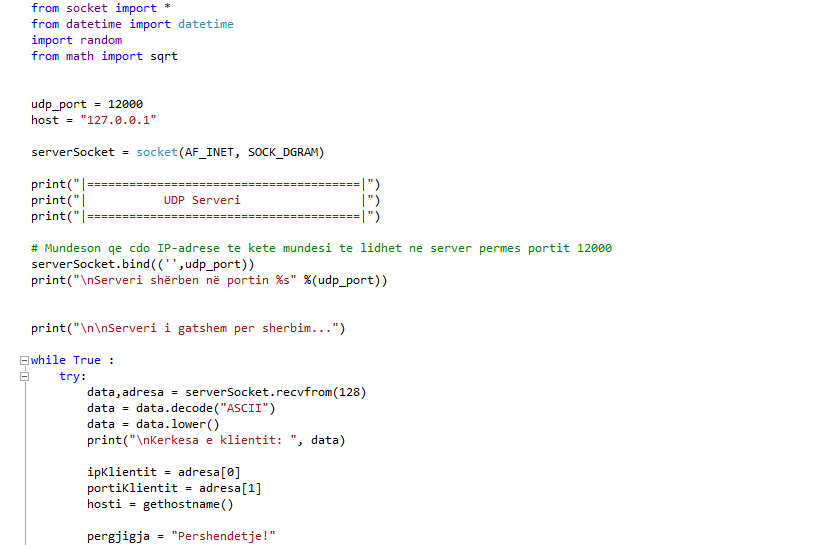 from socket import *
from datetime import datetime
import random
from math import sqrt
udp_port = 12000
host = "127.0.0.1"
serverSocket = socket(AF_INET, SOCK_DGRAM)
print("|=======================================|")
print("|           UDP Serveri                 |")
print("|=======================================|")
# Mundeson qe cdo IP-adrese te kete mundesi te lidhet ne server permes portit 12000
serverSocket.bind(('',udp_port))
print("\nServeri shërben në portin %s" %(udp_port))
print("\n\nServeri i gatshem per sherbim...")
while True :
    try:
        data,adresa = serverSocket.recvfrom(128)
        data = data.decode("ASCII")
        data = data.lower()
        print("\nKerkesa e klientit: ", data)
        ipKlientit = adresa[0]
        portiKlientit = adresa[1]
        hosti = gethostname()
        pergjigja = "Pershendetje!"